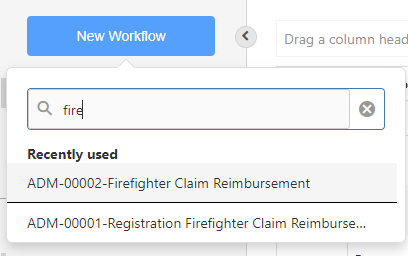 New Workflow
Drag a column head
fire
Recently used
ADM-00002-Firefighter Claim Reimbursement
ADM-00001-Registration Firefighter Claim Reimburse...